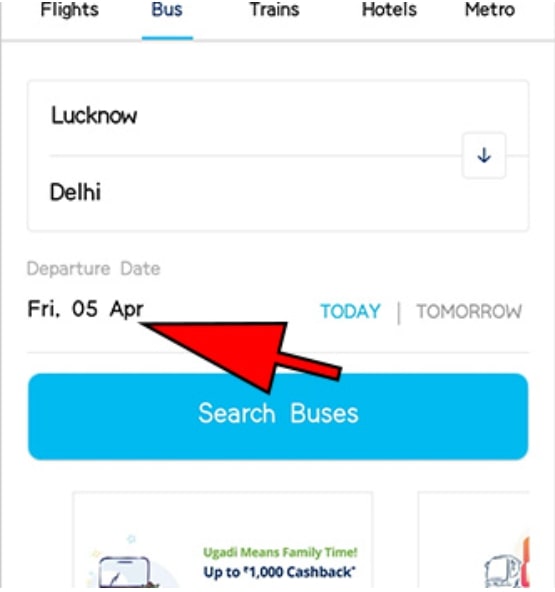 Flights Bus Trains Hotels Metro
Lucknow
Delhi
Departure Date
Fri, 05 Apr TODAY | TOMORROW
Search Buses
Ugadi Means Family Time!
Up to ₹1,000 Cashback*